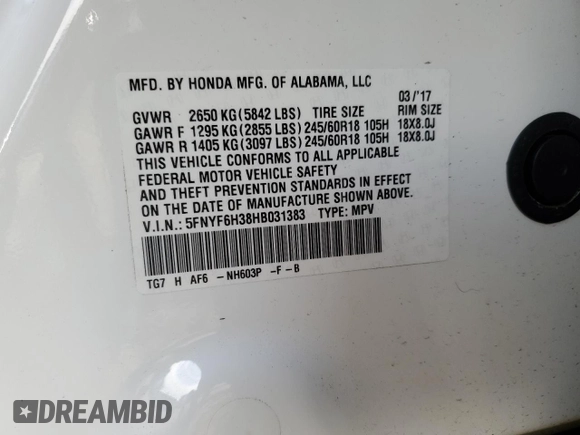 MFD. BY HONDA MFG. OF ALABAMA, LLC
03/'17
GVWR 2650 KG(5842 LBS) TIRE SIZE RIM SIZE
GAWR F 1295 KG(2855 LBS)245/60R18 105H 18X8.0J
GAWR R 1405 KG(3097 LBS)245/60R18 105H 18X8.0J
THIS VEHICLE CONFORMS TO ALL APPLICABLE
FEDERAL MOTOR VEHICLE SAFETY
AND THEFT PREVENTION STANDARDS IN EFFECT
ON THE DATE OF MANUFACTURE SHOWN ABOVE.
V.I.N.: 5FNYF6H38HB031383 TYPE: MPV
TG7 H AF6 -NH603P -F-B
DREAMBID